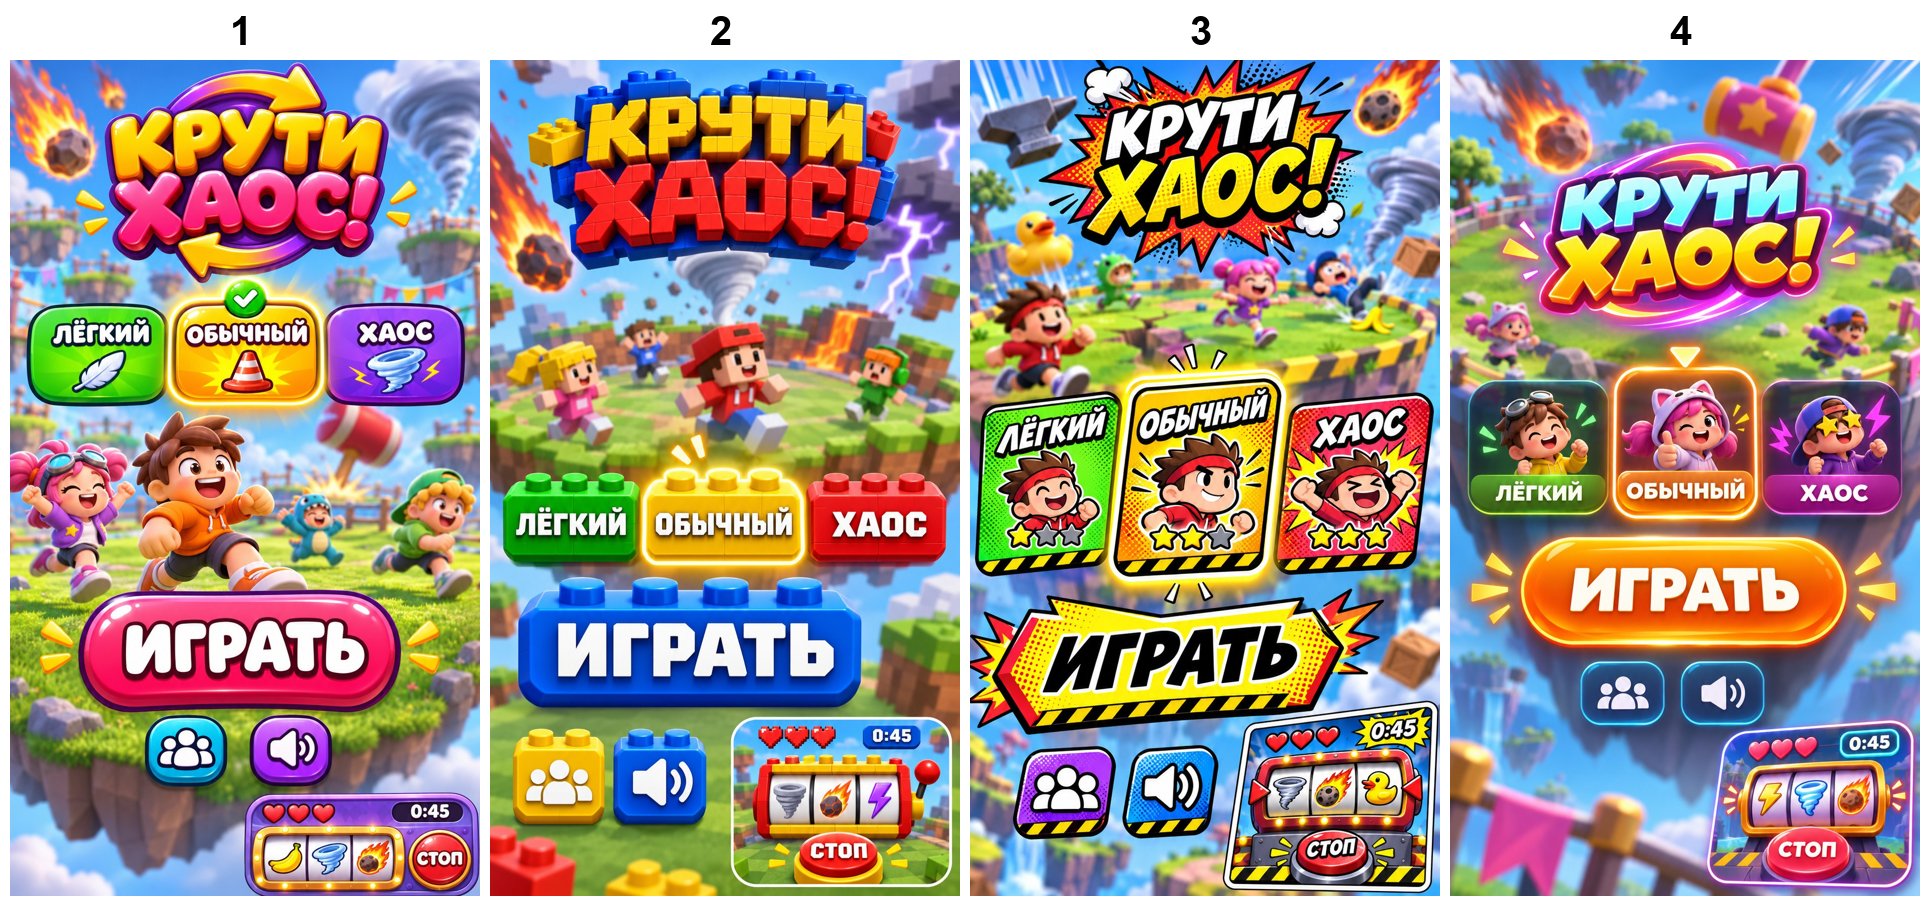 1
КРУТИ
ХАОС!
ЛЁГКИЙ
ОБЫЧНЫЙ
ХАОС
ИГРАТЬ
0:45
СТОП
2
КРУТИ
ХАОС!
ЛЁГКИЙ
ОБЫЧНЫЙ
ХАОС
ИГРАТЬ
0:45
СТОП
3
КРУТИ
ХАОС!
ЛЁГКИЙ
ОБЫЧНЫЙ
ХАОС
ИГРАТЬ
0:45
СТОП
4
КРУТИ
ХАОС!
ЛЁГКИЙ
ОБЫЧНЫЙ
ХАОС
ИГРАТЬ
0:45
СТОП